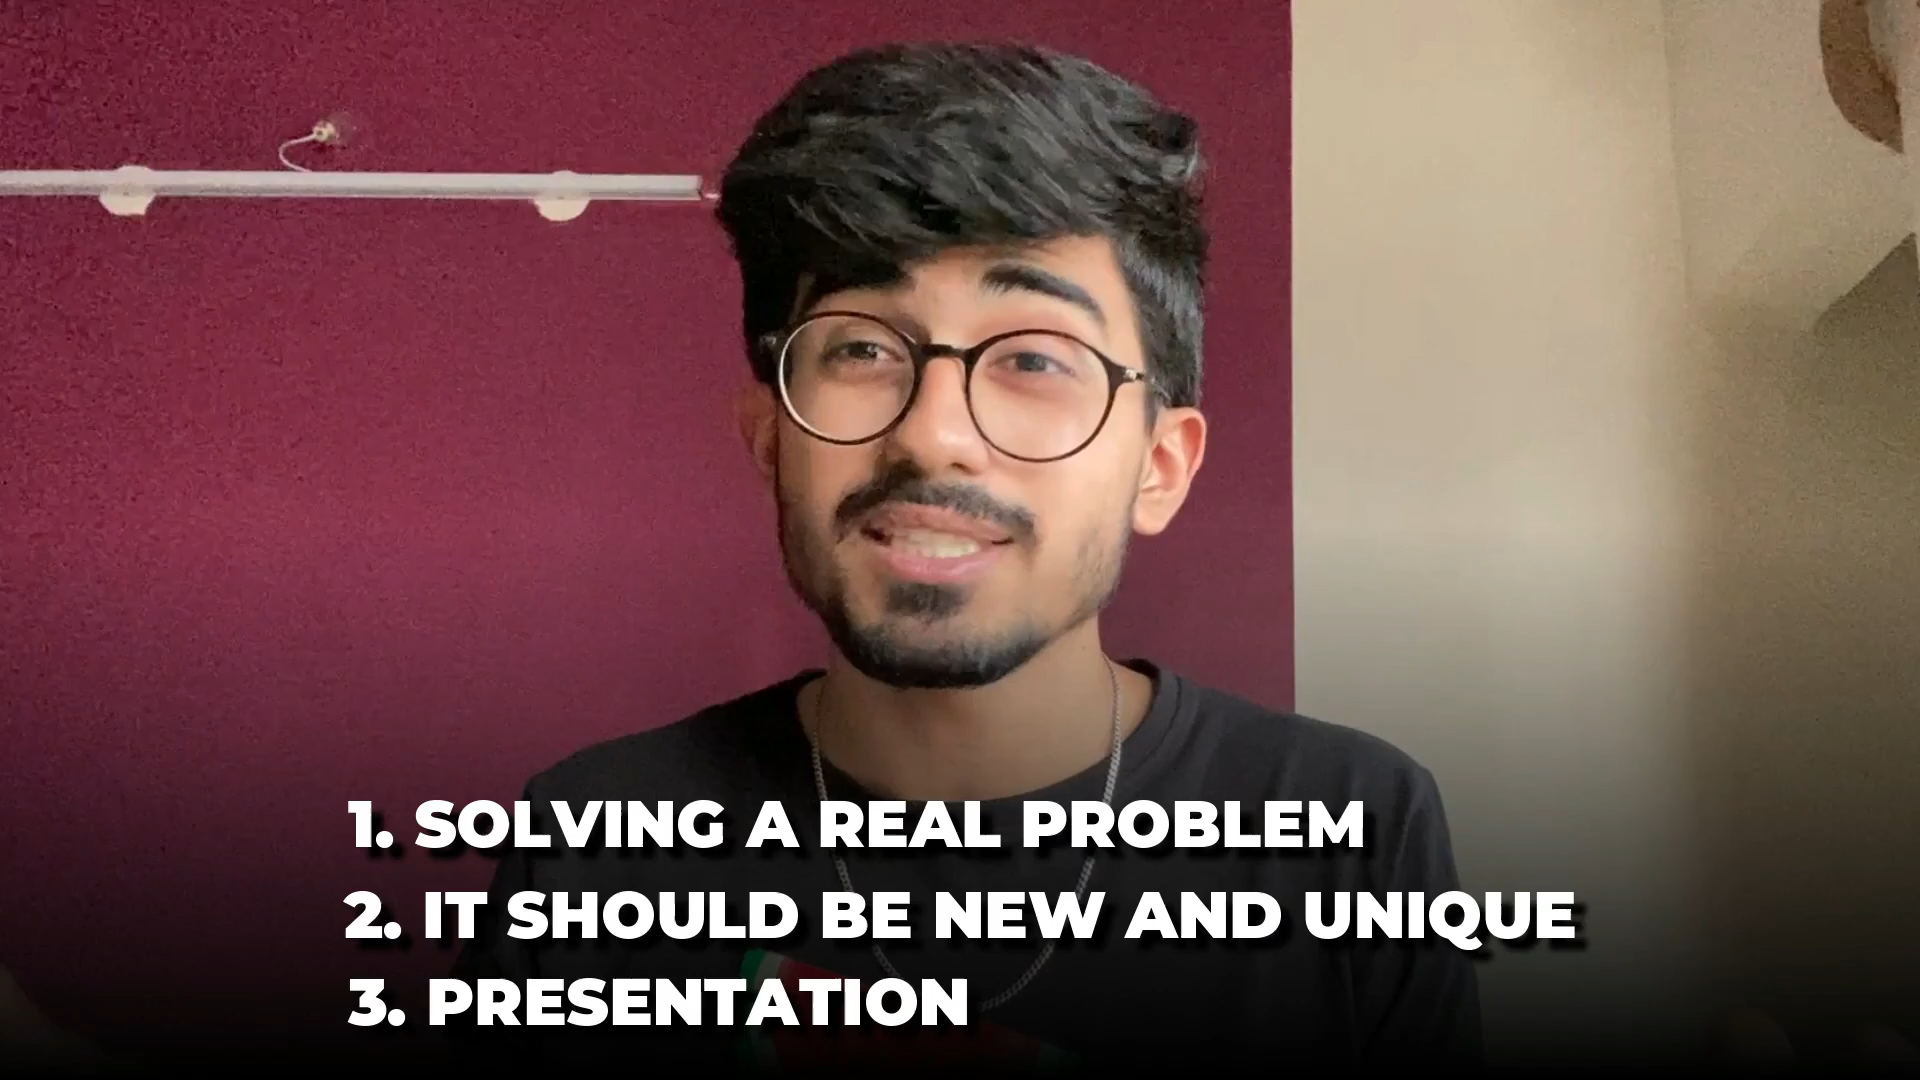 1. SOLVING A REAL PROBLEM
2. IT SHOULD BE NEW AND UNIQUE
3. PRESENTATION